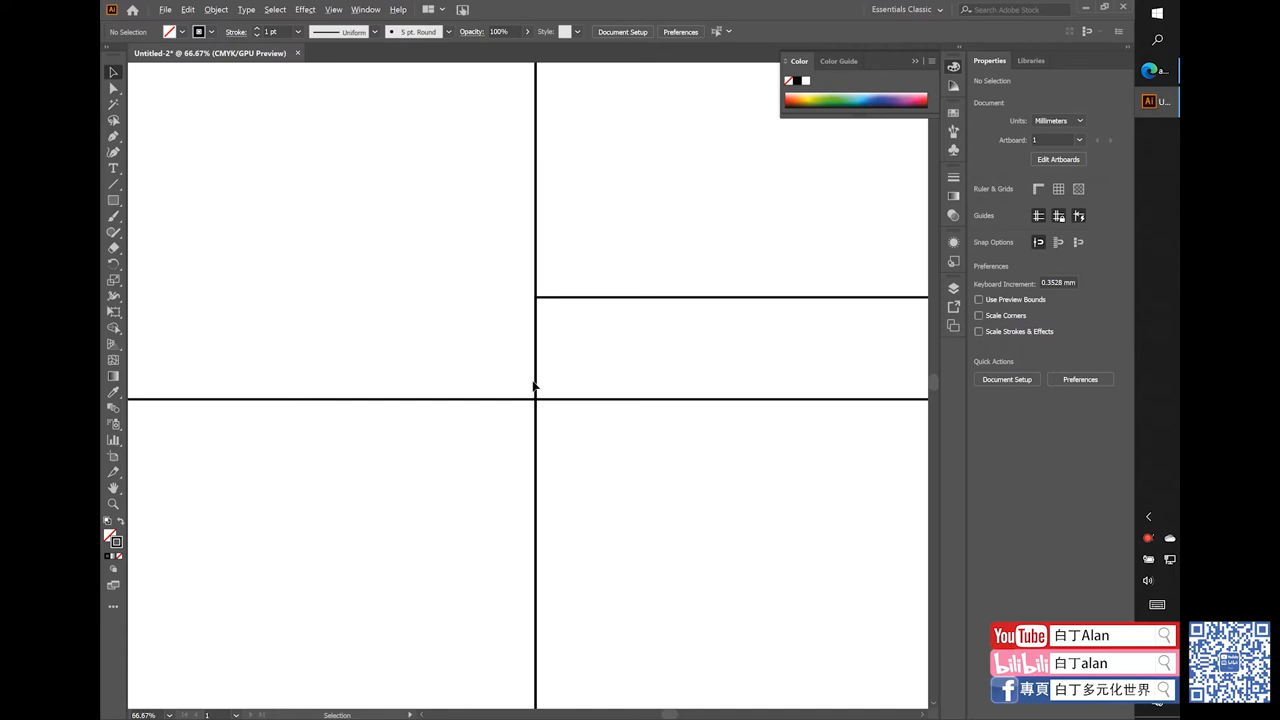 Ai File Edit Object Type Select Effect View Window Help Essentials Classic Search Adobe Stock
No Selection Stroke: 1 pt Uniform 5 pt. Round Opacity: 100% Style: Document Setup Preferences
Untitled-2* @ 66.67% (CMYK/GPU Preview) ×
Color Color Guide
Properties Libraries
No Selection
Document
Units: Millimeters
Artboard: 1
Edit Artboards
Ruler & Grids
Guides
Snap Options
Preferences
Keyboard Increment: 0.3528 mm
Use Preview Bounds
Scale Corners
Scale Strokes & Effects
Quick Actions
Document Setup Preferences
a...
Ai U...
YouTube 白丁Alan
bilibili 白丁alan
f 專頁 白丁多元化世界
66.67% 1 Selection